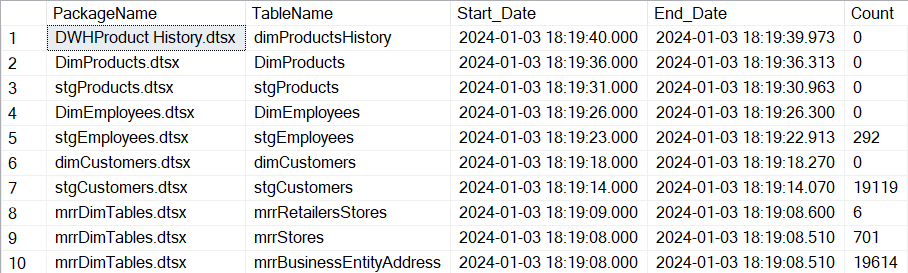 PackageName TableName Start_Date End_Date Count
1 DWHProduct History.dtsx dimProductsHistory 2024-01-03 18:19:40.000 2024-01-03 18:19:39.973 0
2 DimProducts.dtsx DimProducts 2024-01-03 18:19:36.000 2024-01-03 18:19:36.313 0
3 stgProducts.dtsx stgProducts 2024-01-03 18:19:31.000 2024-01-03 18:19:30.963 0
4 DimEmployees.dtsx DimEmployees 2024-01-03 18:19:26.000 2024-01-03 18:19:26.300 0
5 stgEmployees.dtsx stgEmployees 2024-01-03 18:19:23.000 2024-01-03 18:19:22.913 292
6 dimCustomers.dtsx dimCustomers 2024-01-03 18:19:18.000 2024-01-03 18:19:18.270 0
7 stgCustomers.dtsx stgCustomers 2024-01-03 18:19:14.000 2024-01-03 18:19:14.070 19119
8 mrrDimTables.dtsx mrrRetailersStores 2024-01-03 18:19:09.000 2024-01-03 18:19:08.600 6
9 mrrDimTables.dtsx mrrStores 2024-01-03 18:19:08.000 2024-01-03 18:19:08.510 701
10 mrrDimTables.dtsx mrrBusinessEntityAddress 2024-01-03 18:19:08.000 2024-01-03 18:19:08.510 19614